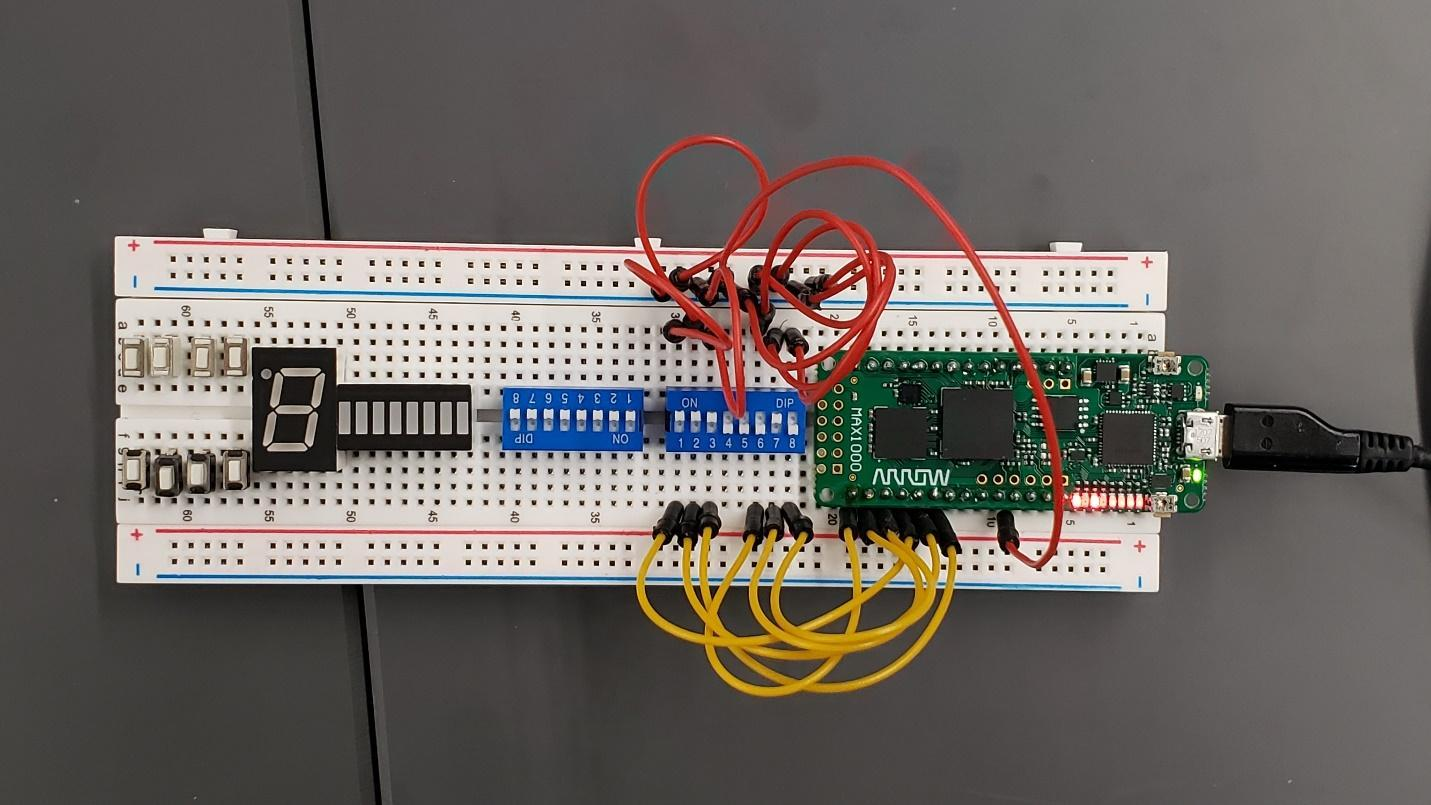 + +
- -
60 55 50 45 40 35 15 10 5 1
a a
e
8 7 6 5 4 3 2 1
DIP ON
ON DIP
1 2 3 4 5 6 7 8
MAX1000
ARROW
f
j
60 55 50 45 40 35 20 10 5 1
+ +
- -